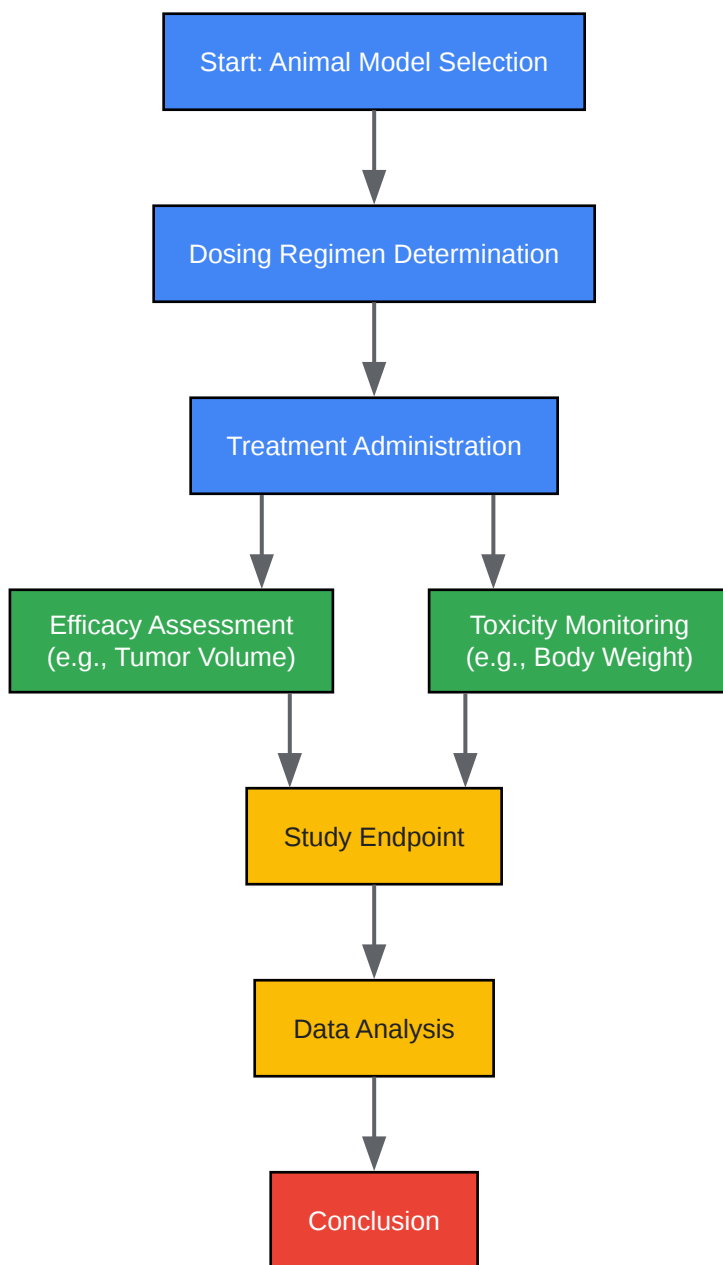 Start: Animal Model Selection
Dosing Regimen Determination
Treatment Administration
Efficacy Assessment
(e.g., Tumor Volume)
Toxicity Monitoring
(e.g., Body Weight)
Study Endpoint
Data Analysis
Conclusion